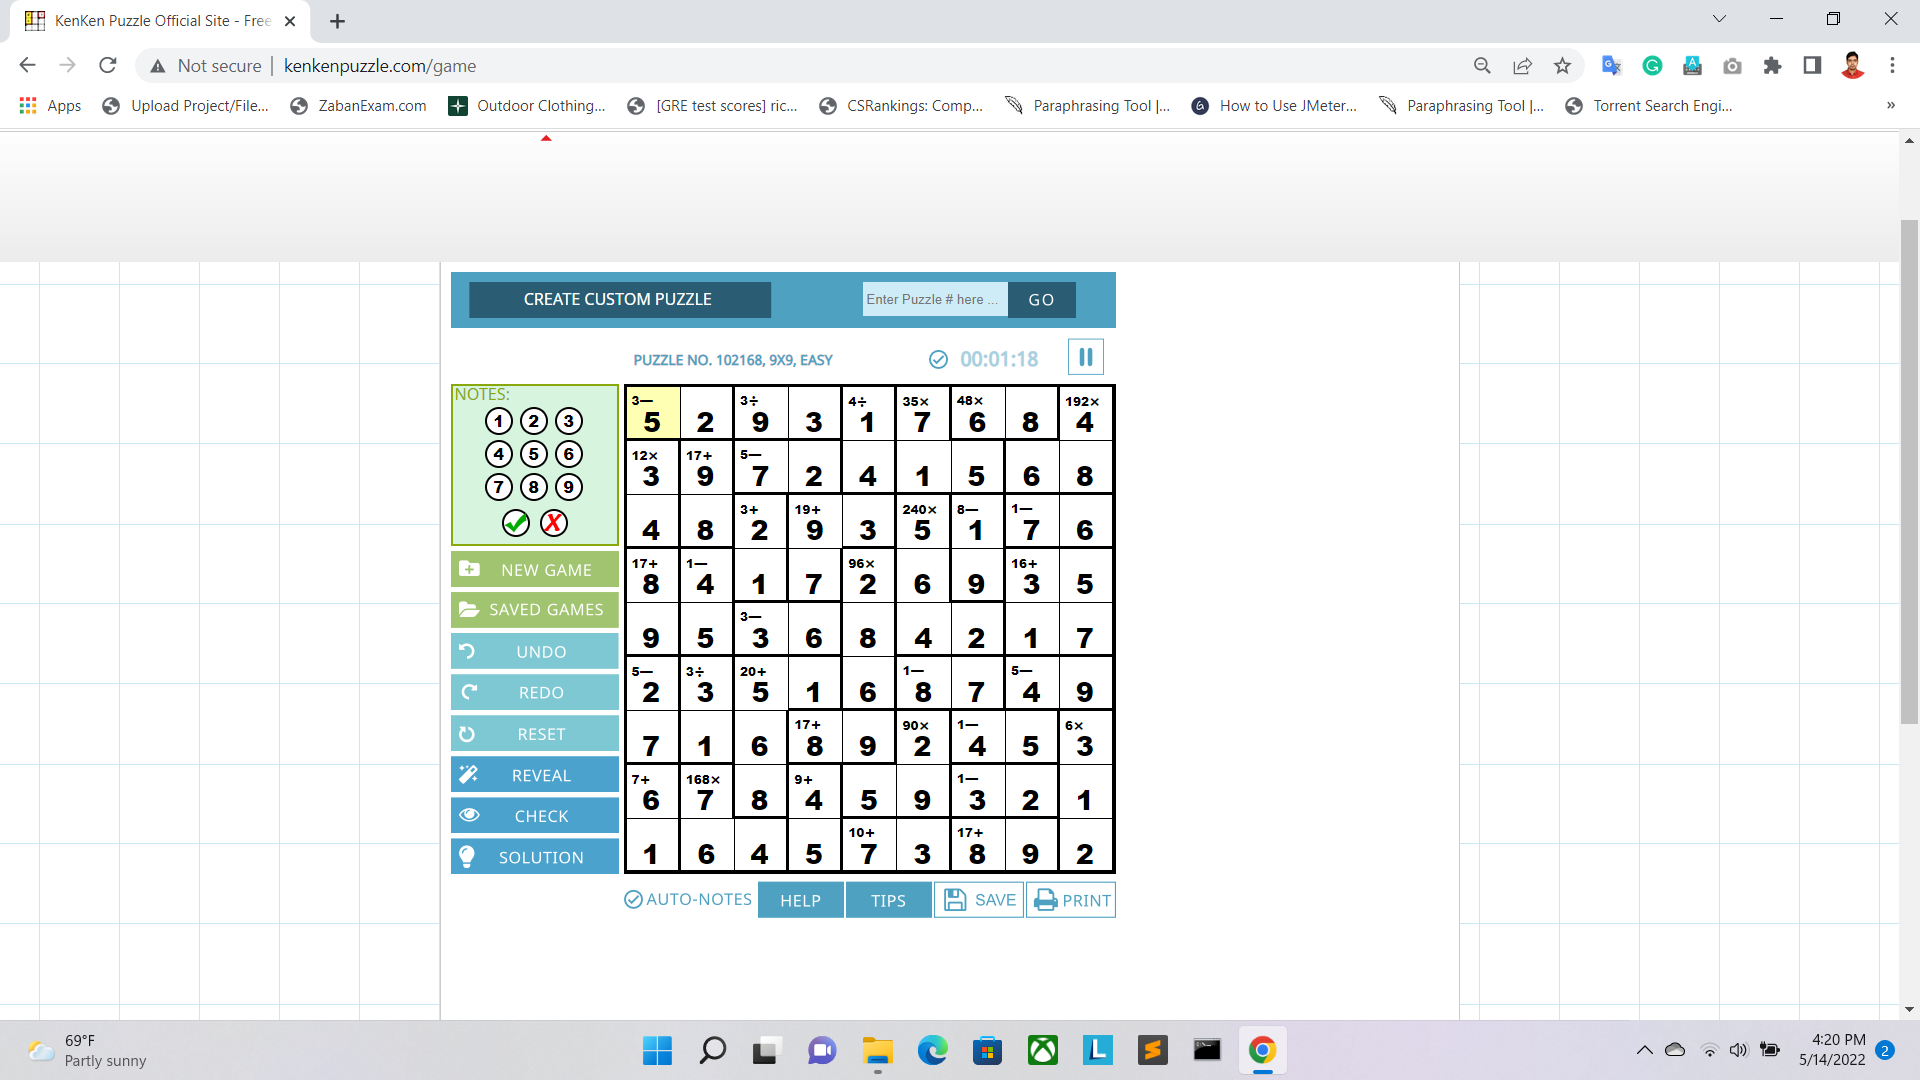 KenKen Puzzle Official Site - Free
Not secure | kenkenpuzzle.com/game
Apps Upload Project/File... ZabanExam.com Outdoor Clothing... [GRE test scores] ric... CSRankings: Comp... Paraphrasing Tool |... How to Use JMeter... Paraphrasing Tool |... Torrent Search Engi... »
CREATE CUSTOM PUZZLE Enter Puzzle # here ... GO
PUZZLE NO. 102168, 9X9, EASY 00:01:18
NOTES:
1 2 3
4 5 6
7 8 9
NEW GAME
SAVED GAMES
UNDO
REDO
RESET
REVEAL
CHECK
SOLUTION
3— 3÷ 4÷ 35× 48× 192×
5 2 9 3 1 7 6 8 4
12× 17+ 5—
3 9 7 2 4 1 5 6 8
3+ 19+ 240× 8— 1—
4 8 2 9 3 5 1 7 6
17+ 1— 96× 16+
8 4 1 7 2 6 9 3 5
3—
9 5 3 6 8 4 2 1 7
5— 3÷ 20+ 1— 5—
2 3 5 1 6 8 7 4 9
17+ 90× 1— 6×
7 1 6 8 9 2 4 5 3
7+ 168× 9+ 1—
6 7 8 4 5 9 3 2 1
10+ 17+
1 6 4 5 7 3 8 9 2
AUTO-NOTES HELP TIPS SAVE PRINT
69°F
Partly sunny
4:20 PM
5/14/2022
2